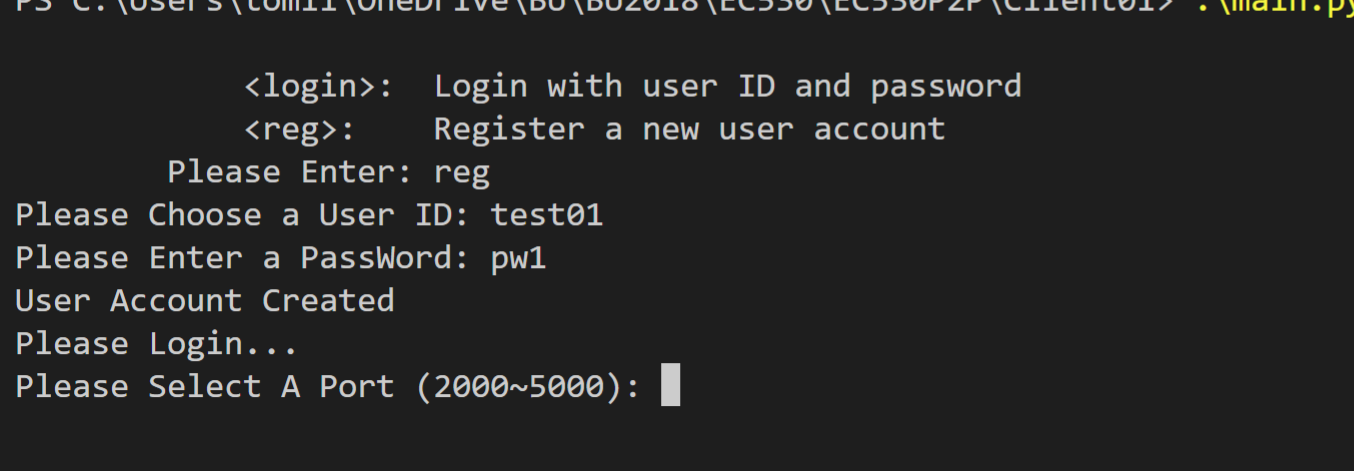 PS C:\Users\tomli\OneDrive\BU\BU2018\EC530\EC530P2P\Client01> .\main.py
<login>: Login with user ID and password
<reg>: Register a new user account
Please Enter: reg
Please Choose a User ID: test01
Please Enter a PassWord: pw1
User Account Created
Please Login...
Please Select A Port (2000~5000):